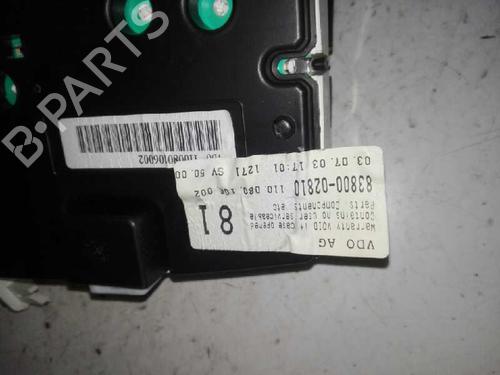 B-PARTS
VDO 110080106002
VDO AG
Warranty VOID if case opened
Contains no user serviceable
Parts, Components etc
81
83800-02810 110.080.106.002
03.07.03 17:01 1271 SV 50.00